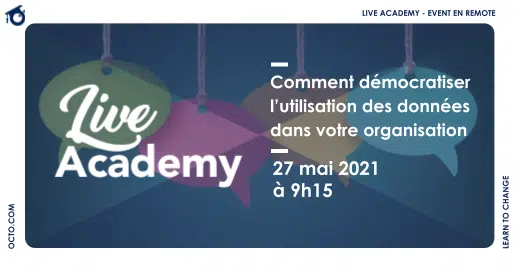 LIVE ACADEMY - EVENT EN REMOTE
Live
Academy
Comment démocratiser
l’utilisation des données
dans votre organisation
27 mai 2021
à 9h15
OCTO.COM
LEARN TO CHANGE